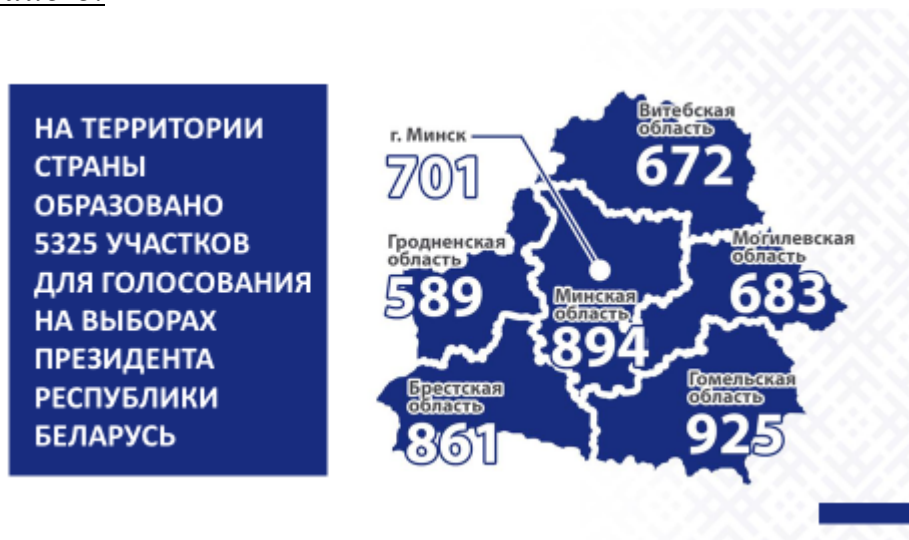 НА ТЕРРИТОРИИ
СТРАНЫ
ОБРАЗОВАНО
5325 УЧАСТКОВ
ДЛЯ ГОЛОСОВАНИЯ
НА ВЫБОРАХ
ПРЕЗИДЕНТА
РЕСПУБЛИКИ
БЕЛАРУСЬ
г. Минск
701
Витебская
область
672
Гродненская
область
589
Могилевская
область
683
Минская
область
894
Брестская
область
861
Гомельская
область
925